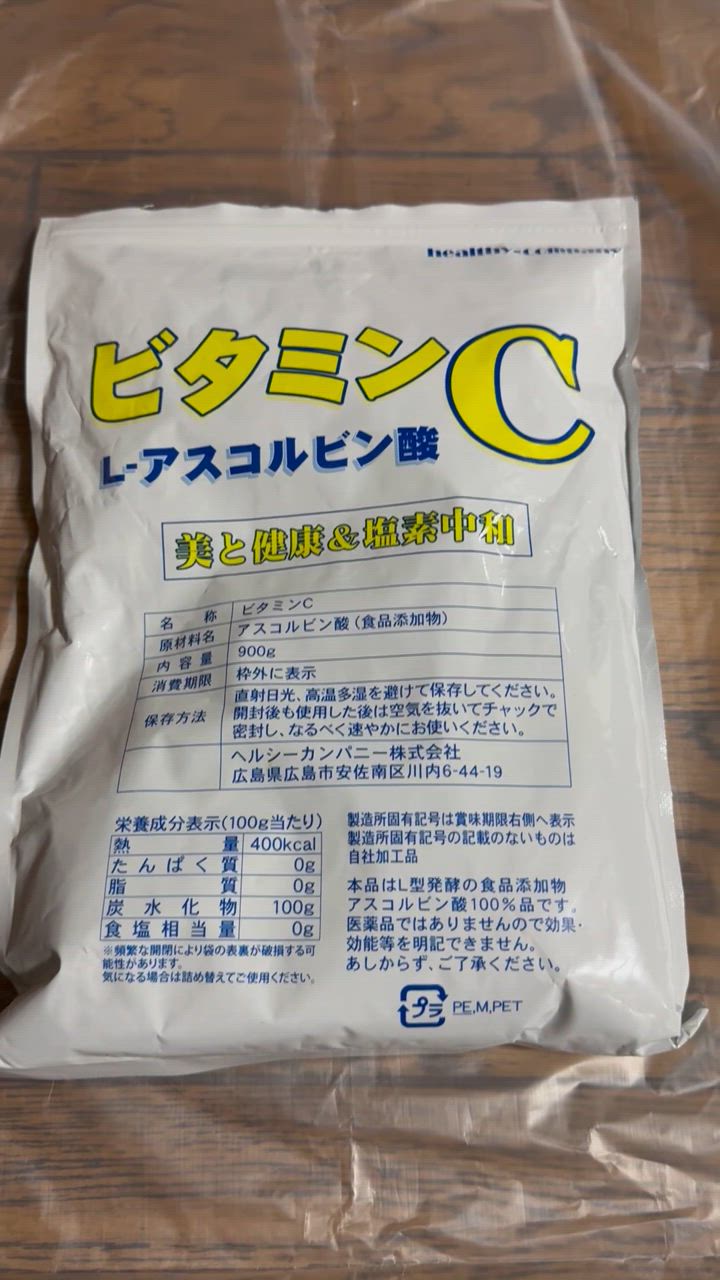 healthy-company
ビタミンC
L-アスコルビン酸
美と健康&塩素中和
名称 ビタミンC
原材料名 アスコルビン酸(食品添加物)
内容量 900g
消費期限 枠外に表示
保存方法 直射日光、高温多湿を避けて保存してください。
開封後も使用した後は空気を抜いてチャックで
密封し、なるべく速やかにお使いください。
ヘルシーカンパニー株式会社
広島県広島市安佐南区川内6-44-19
栄養成分表示(100g当たり)
熱量 400kcal
たんぱく質 0g
脂質 0g
炭水化物 100g
食塩相当量 0g
※頻繁な開閉により袋の表裏が破損する可
能性があります。
気になる場合は詰め替えてご使用ください。
製造所固有記号は賞味期限右側へ表示
製造所固有記号の記載のないものは
自社加工品
本品はL型発酵の食品添加物
アスコルビン酸100%品です。
医薬品ではありませんので効果・
効能等を明記できません。
あしからず、ご了承ください。
プラ PE,M,PET